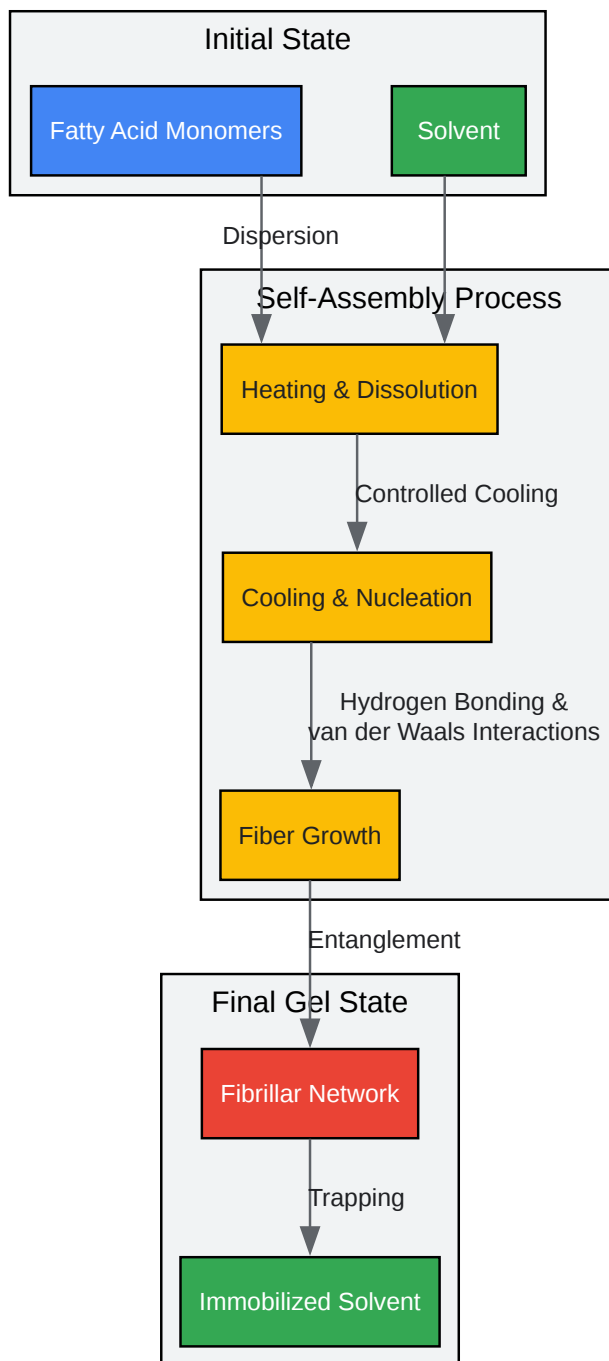 Initial State
Fatty Acid Monomers
Solvent
Dispersion
Self-Assembly Process
Heating & Dissolution
Controlled Cooling
Cooling & Nucleation
Hydrogen Bonding &
van der Waals Interactions
Fiber Growth
Entanglement
Final Gel State
Fibrillar Network
Trapping
Immobilized Solvent